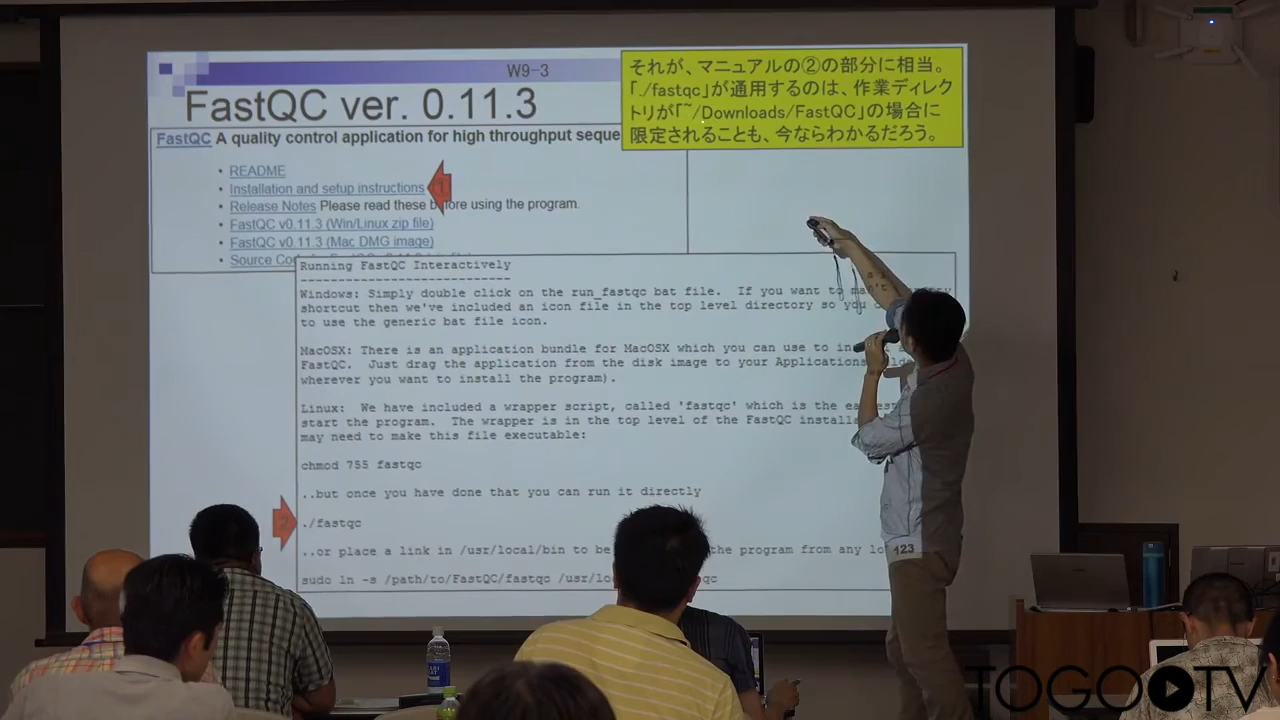 W9-3
FastQC ver. 0.11.3
それが、マニュアルの②の部分に相当。
「./fastqc」が通用するのは、作業ディレク
トリが「~/Downloads/FastQC」の場合に
限定されることも、今ならわかるだろう。
FastQC A quality control application for high throughput seque
• README
• Installation and setup instructions
1
• Release Notes Please read these before using the program.
• FastQC v0.11.3 (Win/Linux zip file)
• FastQC v0.11.3 (Mac DMG image)
• Source
Running FastQC Interactively
------------------------------
Windows: Simply double click on the run_fastqc bat file. If you want to
shortcut then we've included an icon file in the top level directory so you
to use the generic bat file icon.
MacOSX: There is an application bundle for MacOSX which you can use to
FastQC. Just drag the application from the disk image to your Applications
wherever you want to install the program).
Linux: We have included a wrapper script, called 'fastqc' which is the
start the program. The wrapper is in the top level of the FastQC
may need to make this file executable:
chmod 755 fastqc
..but once you have done that you can run it directly
2
./fastqc
..or place a link in /usr/local/bin to be the program from any
sudo ln -s /path/to/FastQC/fastqc
123
TOGOTV